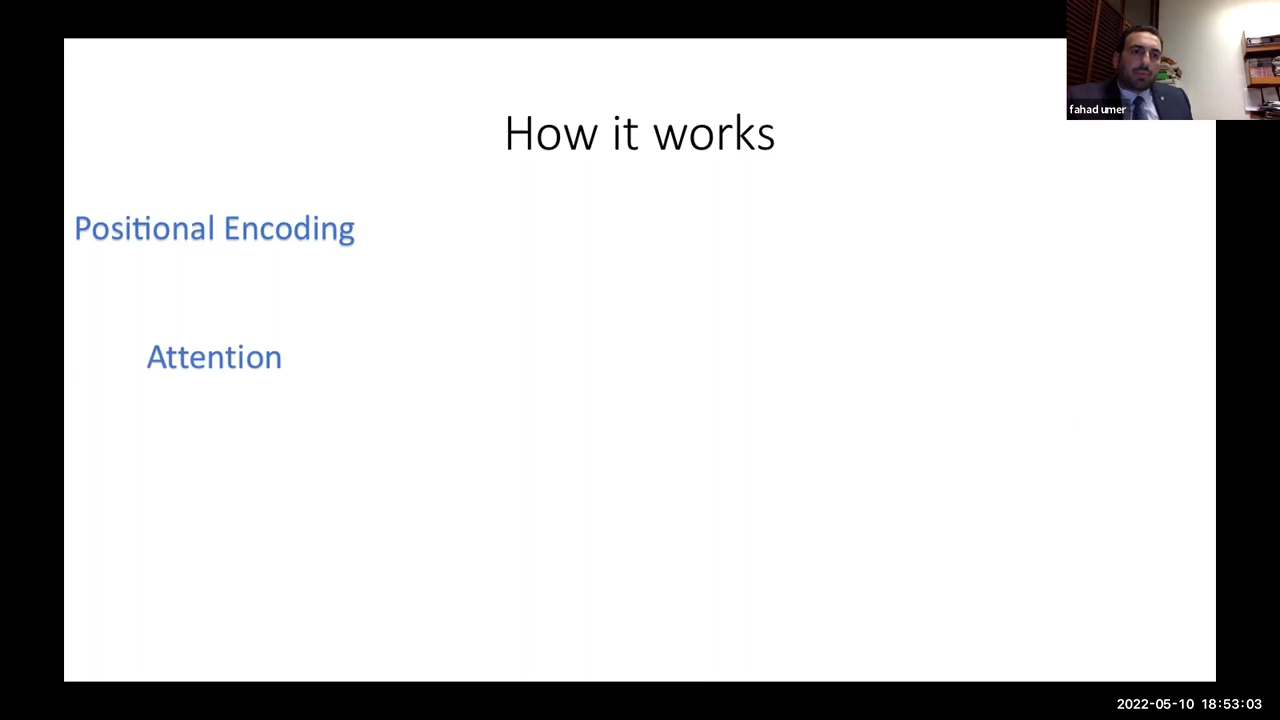 fahad umer
How it works
Positional Encoding
Attention
2022-05-10 18:53:03